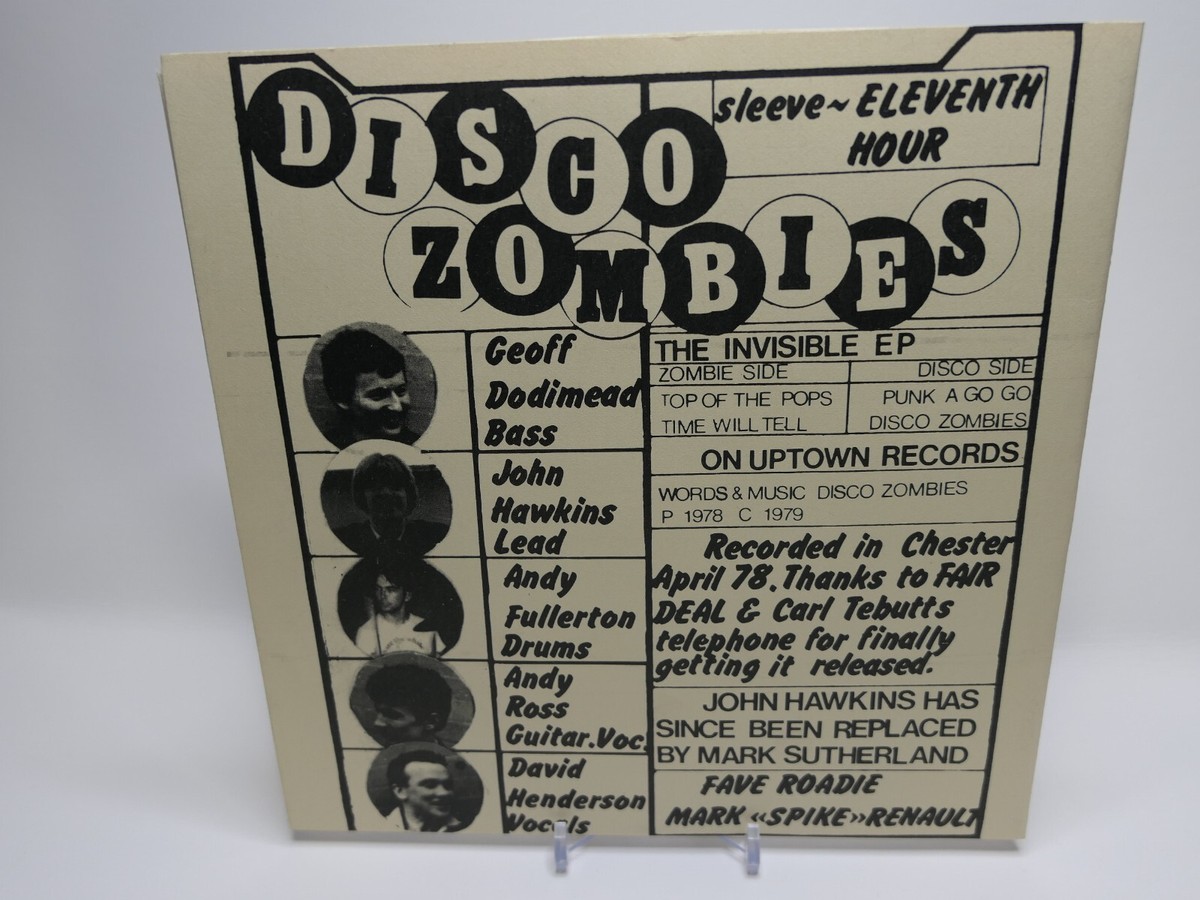 DISCO
ZOMBIES
sleeve~ ELEVENTH
HOUR
Geoff
Dodimead
Bass
John
Hawkins
Lead
Andy
Fullerton
Drums
Andy
Ross
Guitar.Voc.
David
Henderson
Vocals
THE INVISIBLE EP
ZOMBIE SIDE
TOP OF THE POPS
TIME WILL TELL
DISCO SIDE
PUNK A GO GO
DISCO ZOMBIES
ON UPTOWN RECORDS
WORDS & MUSIC DISCO ZOMBIES
P 1978 C 1979
Recorded in Chester
April 78. Thanks to FAIR
DEAL & Carl Tebutts
telephone for finally
getting it released.
JOHN HAWKINS HAS
SINCE BEEN REPLACED
BY MARK SUTHERLAND
FAVE ROADIE
MARK «SPIKE» RENAULT